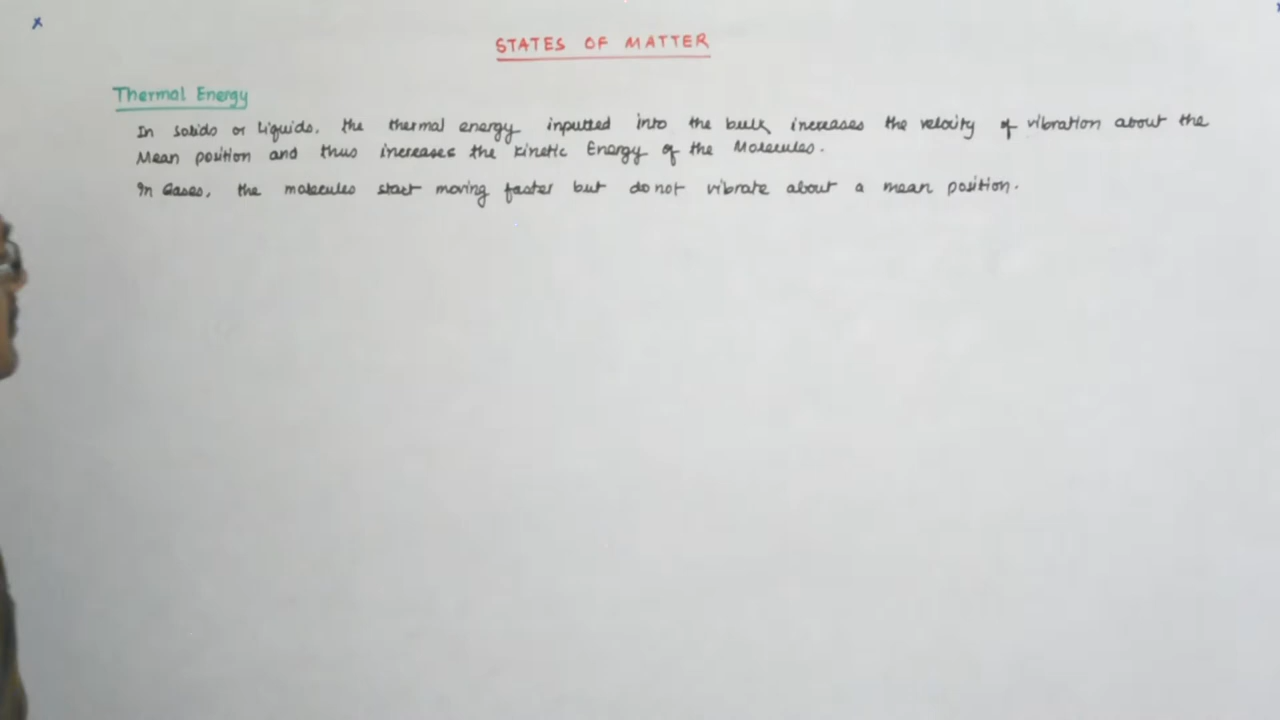 STATES OF MATTER
Thermal Energy
In solids or Liquids, the thermal energy inputted into the bulk increases the velocity of vibration about the
Mean position and thus increases the kinetic Energy of the Molecules.
In Gases, the molecules start moving faster but do not vibrate about a mean position.